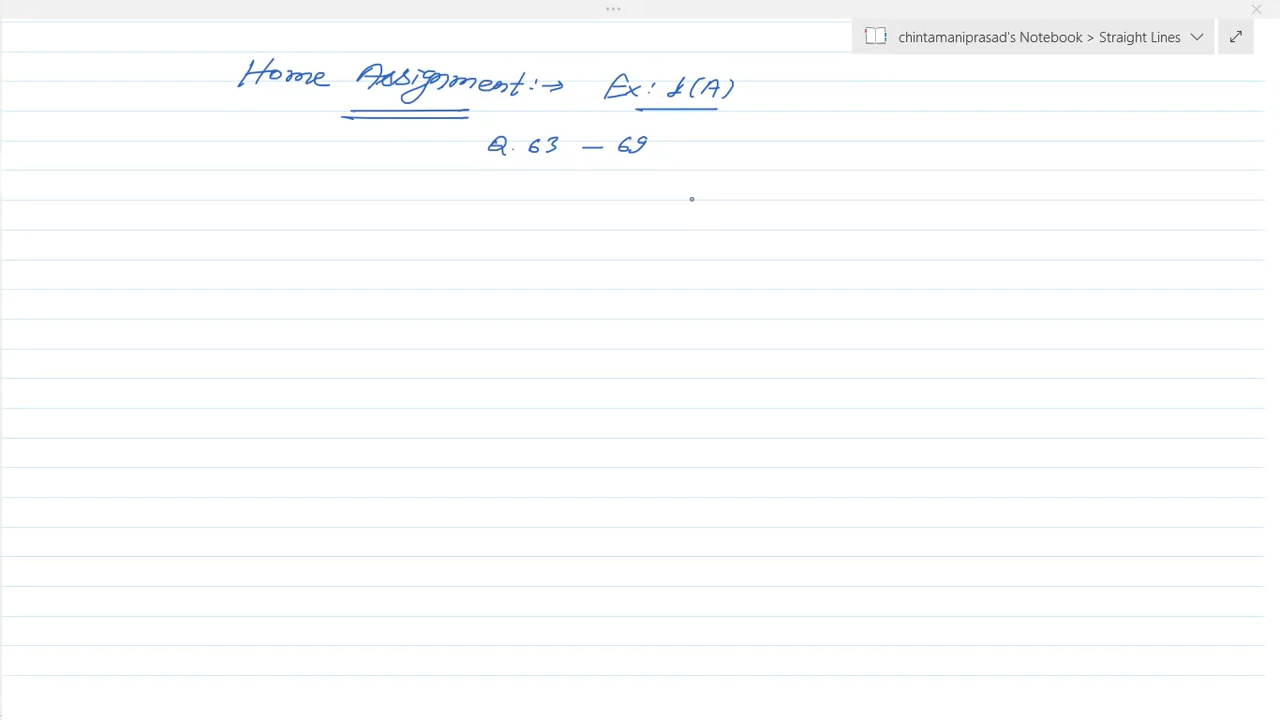 chintamaniprasad's Notebook > Straight Lines
Home Assignment:→ Ex: 1(A)
Q. 63 — 69